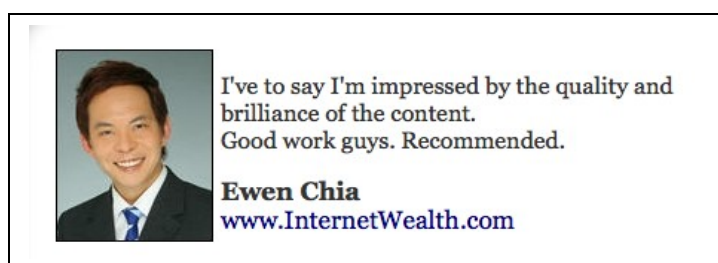 I've to say I'm impressed by the quality and
brilliance of the content.
Good work guys. Recommended.
Ewen Chia
www.InternetWealth.com